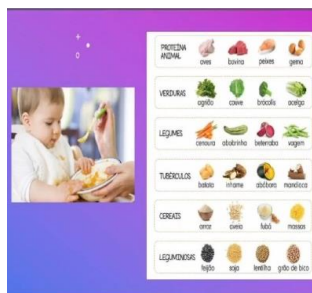 PROTEÍNA
ANIMAL
aves bovina peixes gema
VERDURAS
agrião couve brócolis acelga
LEGUMES
cenoura abobrinha beterraba vagem
TUBÉRCULOS
batata inhame abóbora mandioca
CEREAIS
arroz aveia fubá massas
LEGUMINOSAS
feijão soja lentilha grão de bico